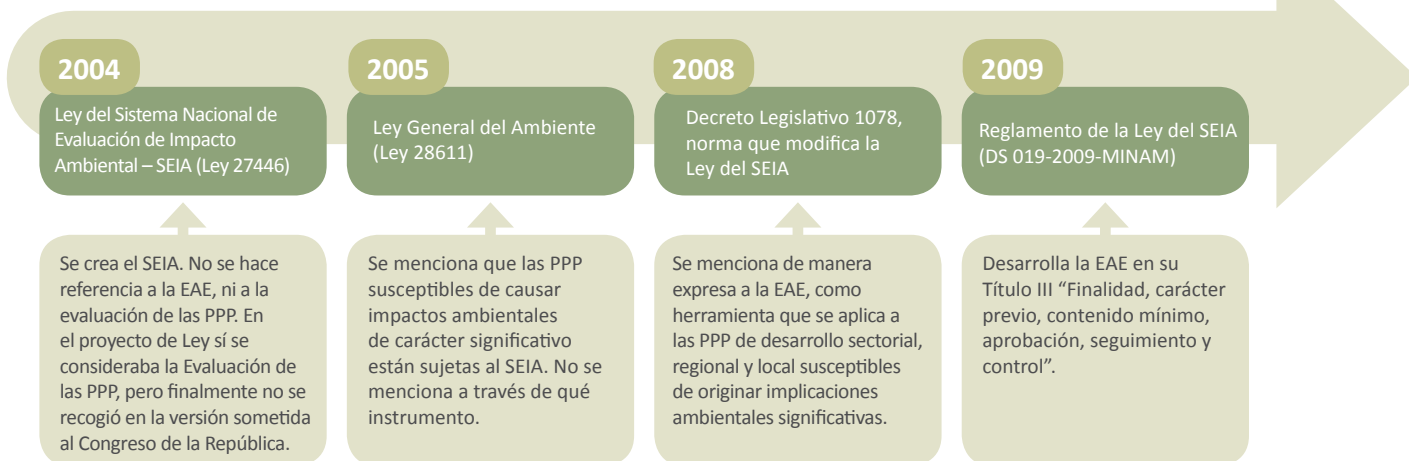 2004
Ley del Sistema Nacional de
Evaluación de Impacto
Ambiental – SEIA (Ley 27446)
Se crea el SEIA. No se hace
referencia a la EAE, ni a la
evaluación de las PPP. En
el proyecto de Ley sí se
consideraba la Evaluación de
las PPP, pero finalmente no se
recogió en la versión sometida
al Congreso de la República.
2005
Ley General del Ambiente
(Ley 28611)
Se menciona que las PPP
susceptibles de causar
impactos ambientales
de carácter significativo
están sujetas al SEIA. No se
menciona a través de qué
instrumento.
2008
Decreto Legislativo 1078,
norma que modifica la
Ley del SEIA
Se menciona de manera
expresa a la EAE, como
herramienta que se aplica a
las PPP de desarrollo sectorial,
regional y local susceptibles
de originar implicaciones
ambientales significativas.
2009
Reglamento de la Ley del SEIA
(DS 019-2009-MINAM)
Desarrolla la EAE en su
Título III “Finalidad, carácter
previo, contenido mínimo,
aprobación, seguimiento y
control”.